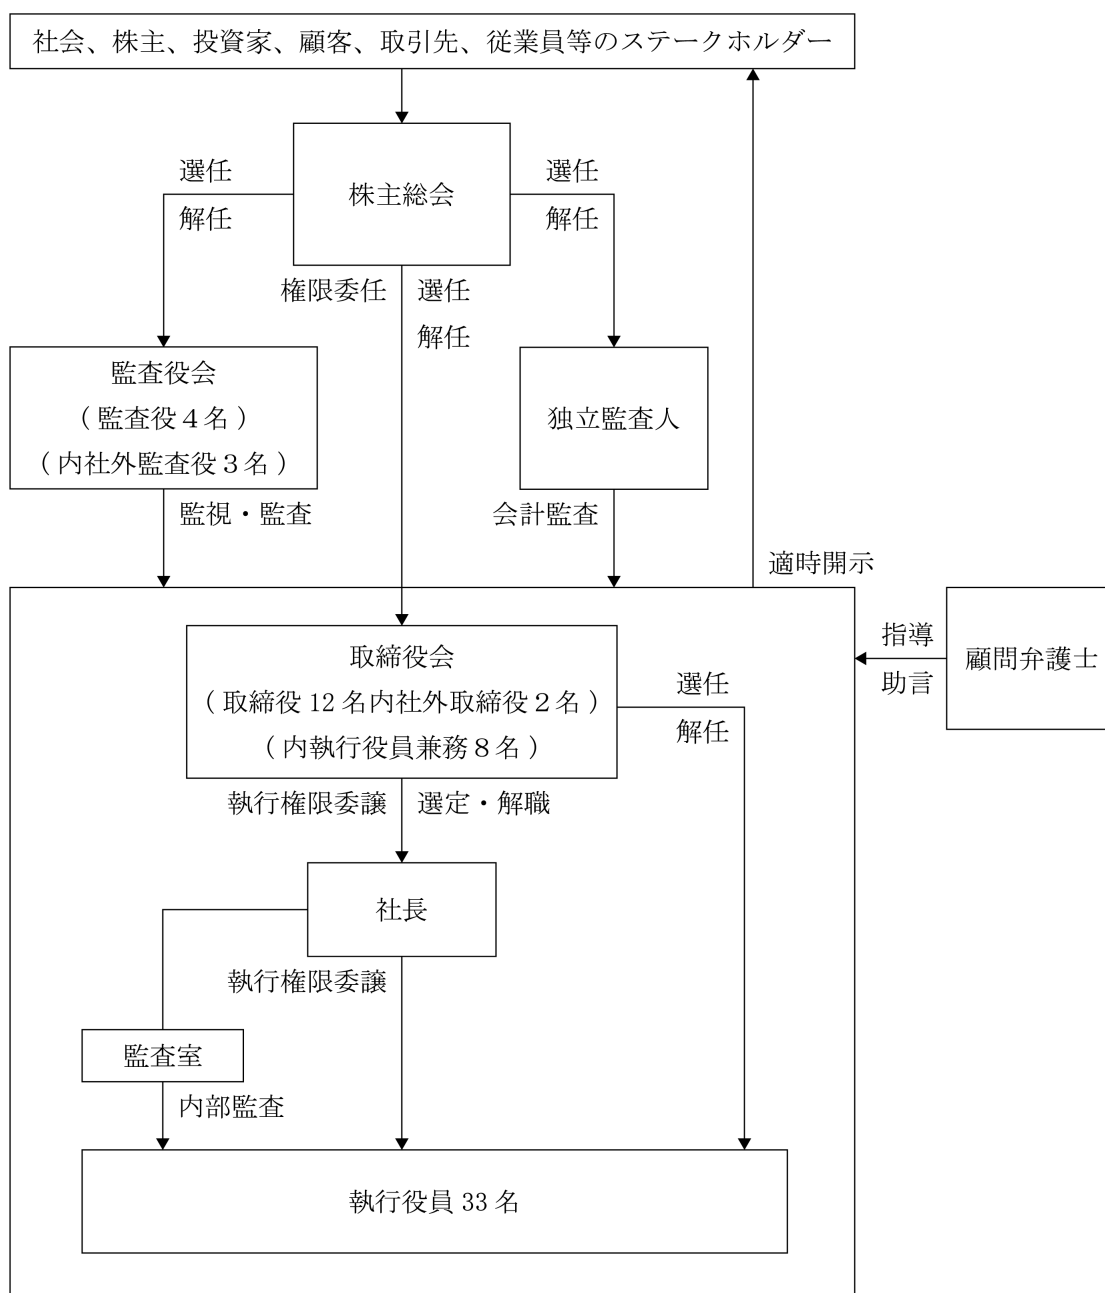 社会、株主、投資家、顧客、取引先、従業員等のステークホルダー
株主総会
選任
解任
選任
解任
権限委任
選任
解任
監査役会
（監査役４名）
（内社外監査役３名）
独立監査人
監視・監査
会計監査
適時開示
取締役会
（取締役 12 名内社外取締役２名）
（内執行役員兼務８名）
選任
解任
指導
助言
顧問弁護士
執行権限委譲
選定・解職
社長
執行権限委譲
監査室
内部監査
執行役員 33 名